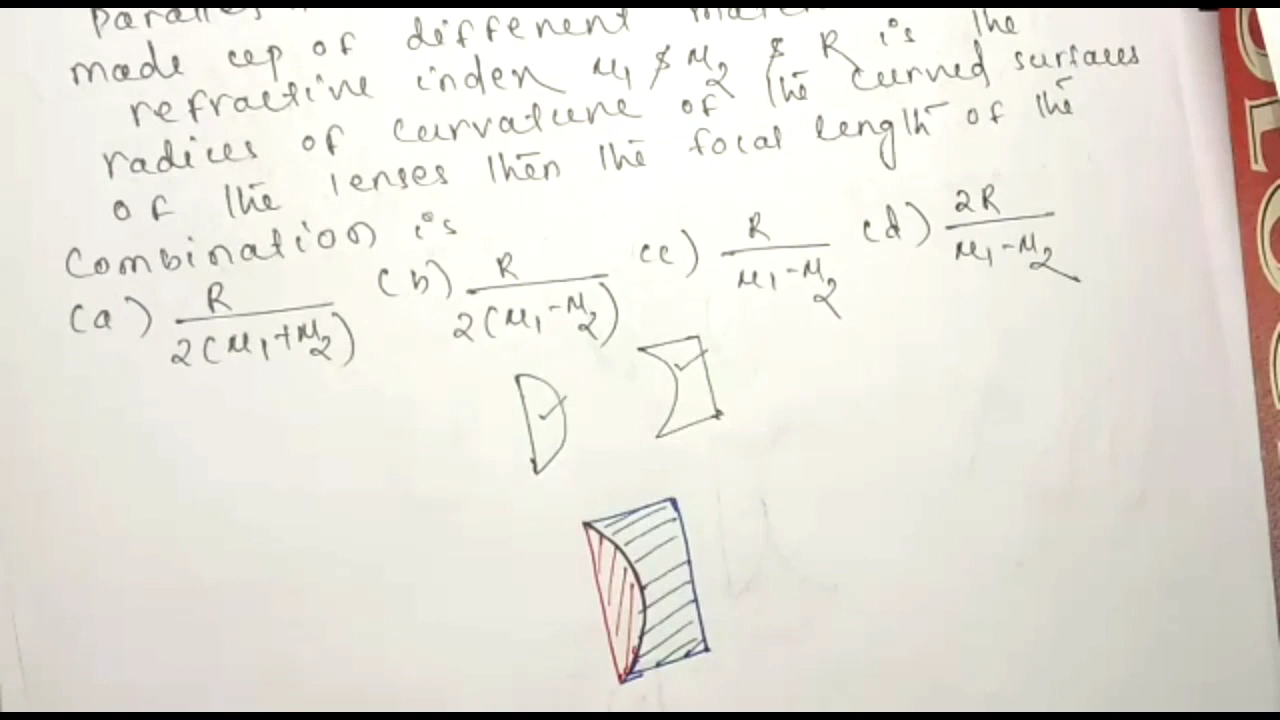 made up of different
refractive index μ₁ & μ₂ & R is the
radius of curvature of the curved surfaces
of the lenses then the focal length of the
combination is
(a) R/2(μ₁+μ₂) (b) R/2(μ₁-μ₂) (c) R/μ₁-μ₂ (d) 2R/μ₁-μ₂